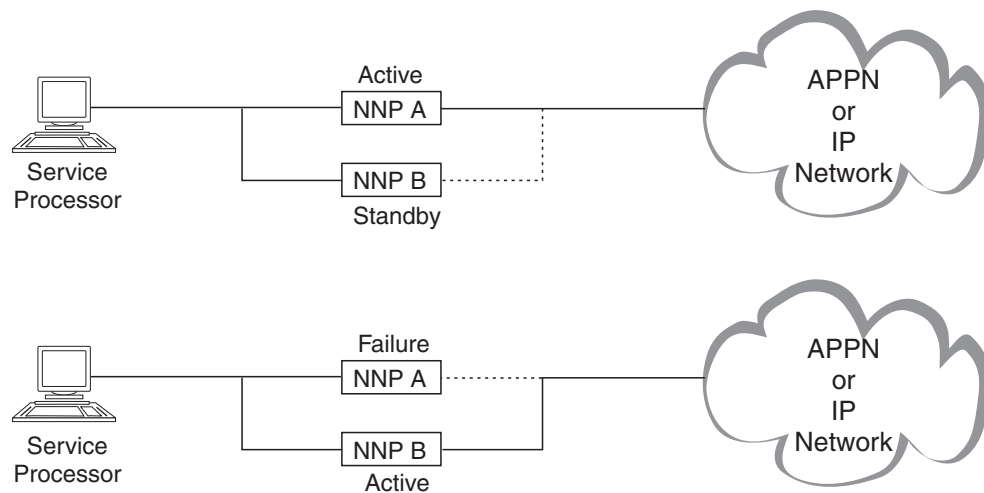 Active
NNP A
NNP B
Standby
Service
Processor
APPN
or
IP
Network
Failure
NNP A
NNP B
Active
Service
Processor
APPN
or
IP
Network